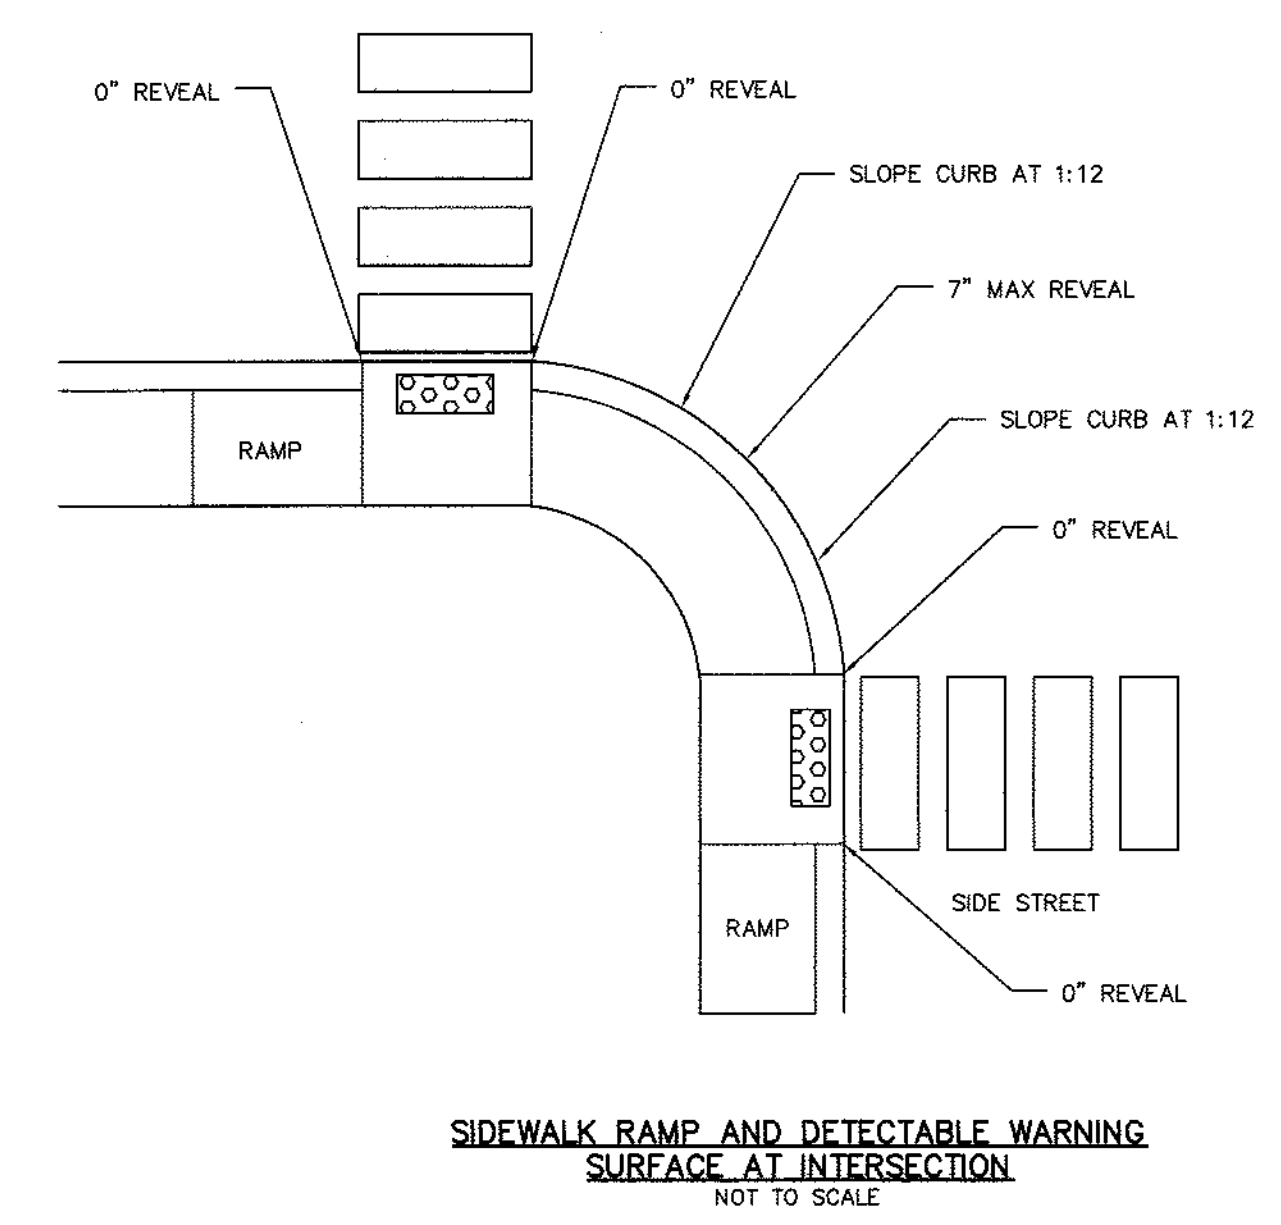 0" REVEAL
0" REVEAL
SLOPE CURB AT 1:12
7" MAX REVEAL
SLOPE CURB AT 1:12
RAMP
0" REVEAL
SIDE STREET
RAMP
0" REVEAL
SIDEWALK RAMP AND DETECTABLE WARNING
SURFACE AT INTERSECTION
NOT TO SCALE